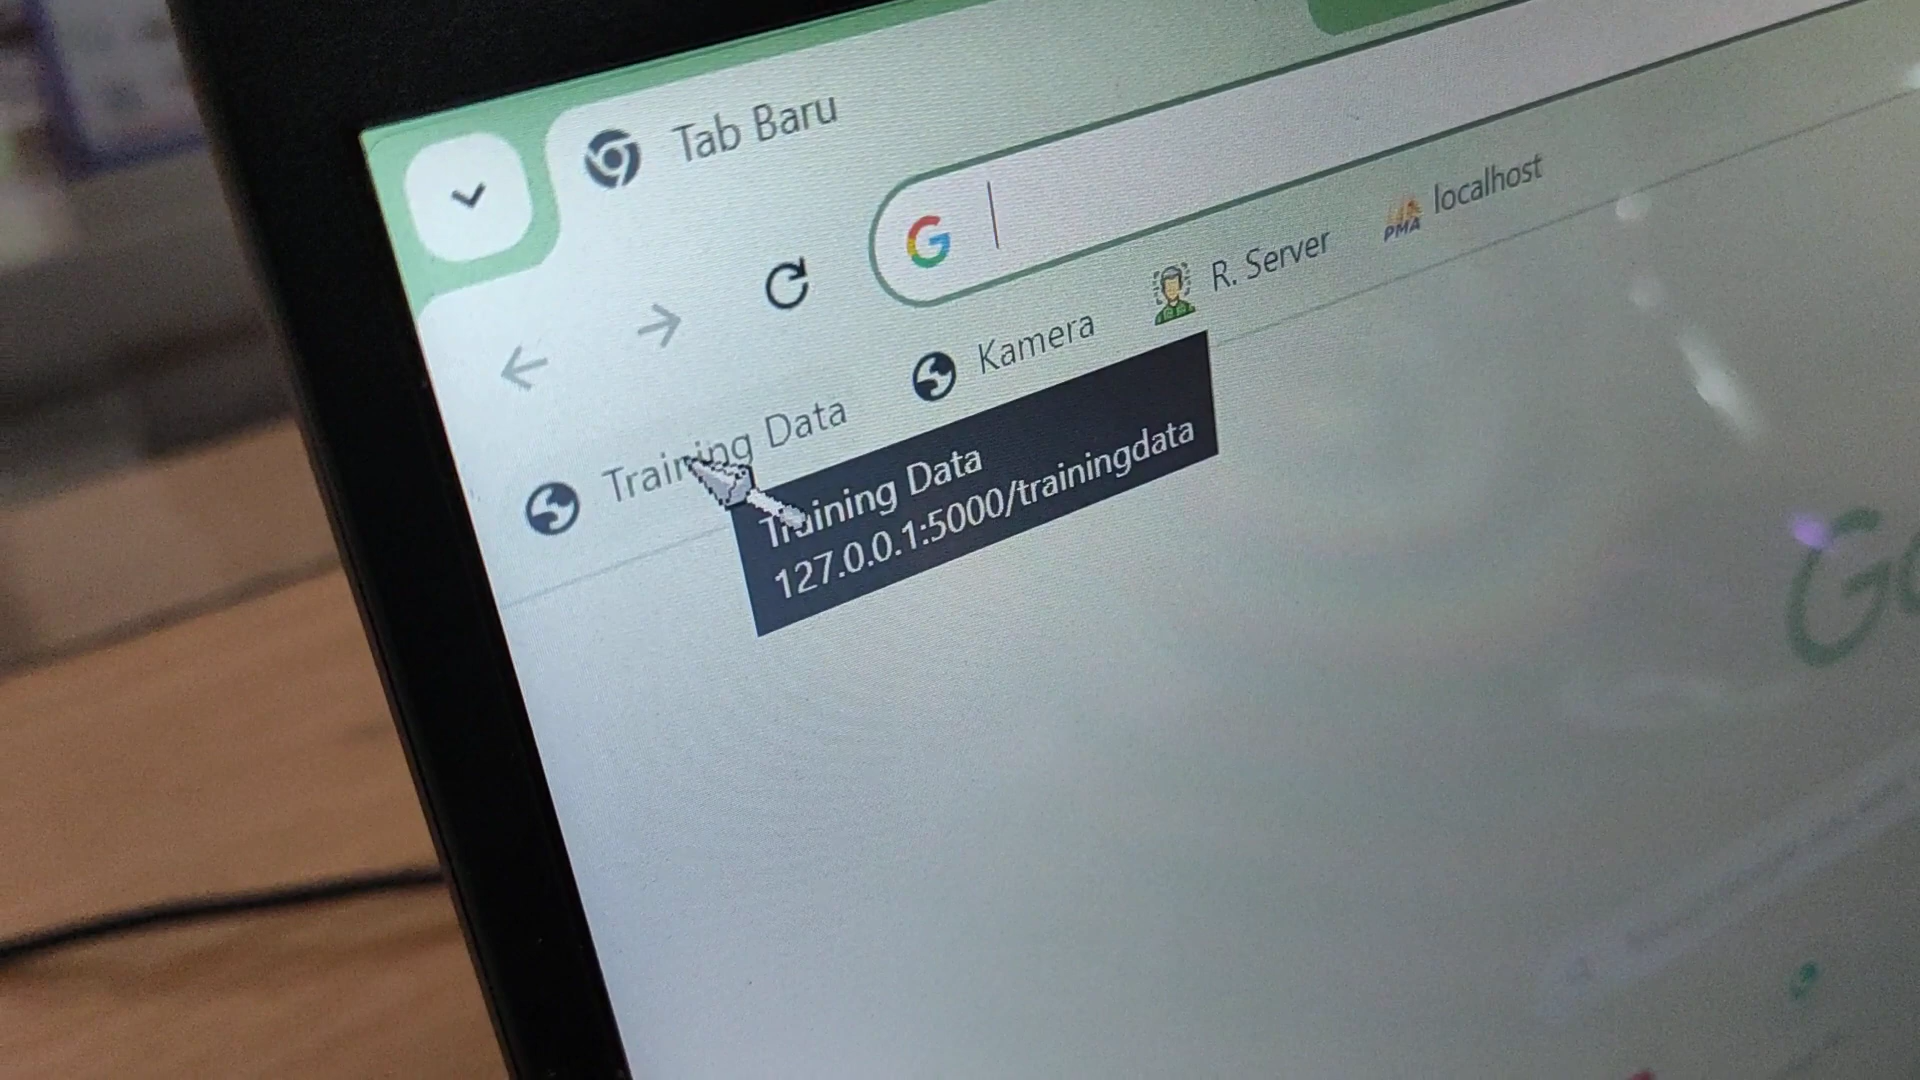 Tab Baru
Training Data
Kamera
R. Server
PMA
localhost
Training Data
127.0.0.1:5000/trainingdata